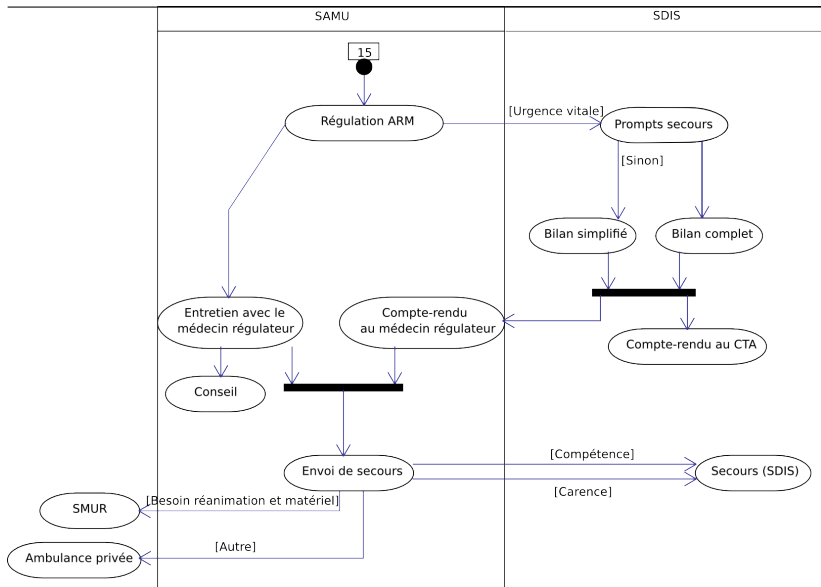 SAMU
SDIS
15
Régulation ARM
[Urgence vitale]
Prompts secours
[Sinon]
Bilan simplifié
Bilan complet
Entretien avec le
médecin régulateur
Compte-rendu
au médecin régulateur
Compte-rendu au CTA
Conseil
Envoi de secours
[Compétence]
[Carence]
Secours (SDIS)
[Besoin réanimation et matériel]
SMUR
[Autre]
Ambulance privée